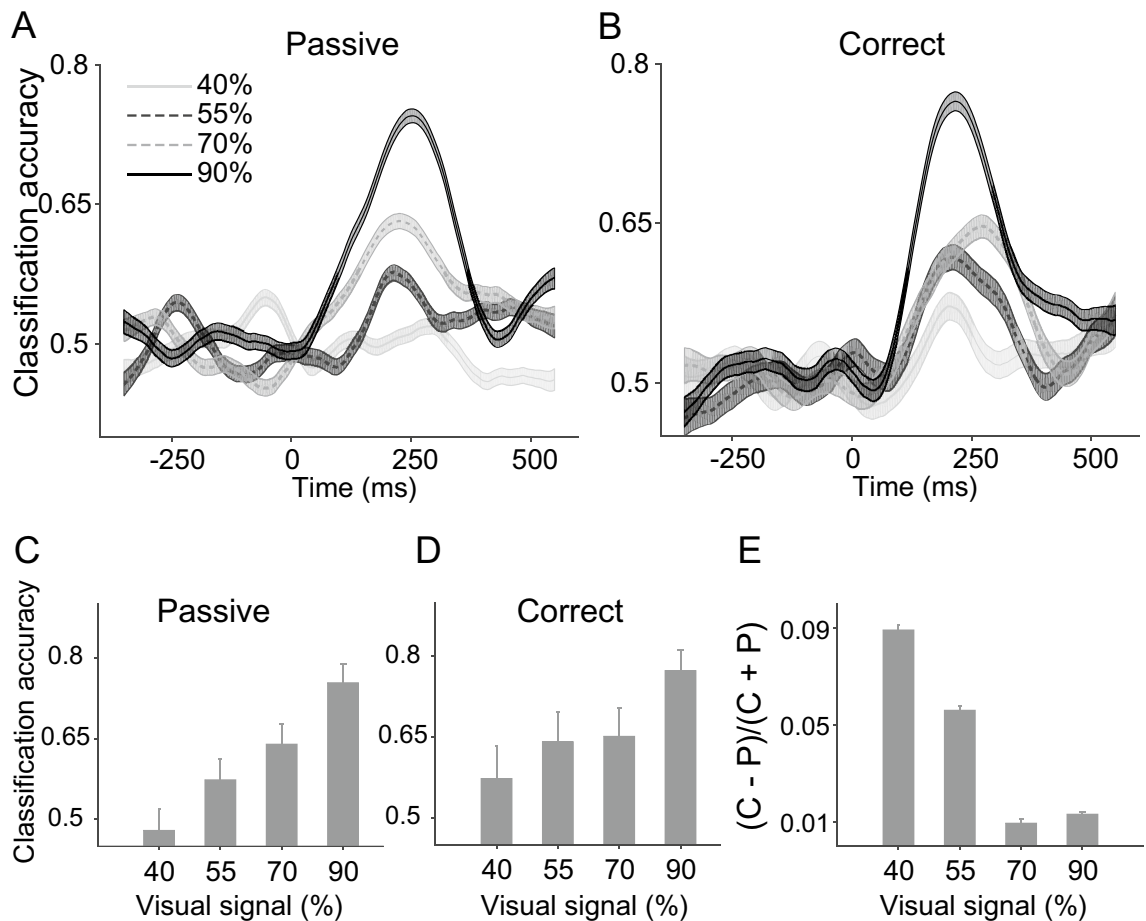 A
Passive
Classification accuracy
0.8
0.65
0.5
40%
55%
70%
90%
-250
0
250
500
Time (ms)
B
Correct
0.8
0.65
0.5
-250
0
250
500
Time (ms)
C
Passive
Classification accuracy
0.8
0.65
0.5
40
55
70
90
Visual signal (%)
D
Correct
0.8
0.65
0.5
40
55
70
90
Visual signal (%)
E
(C - P)/(C + P)
0.09
0.05
0.01
40
55
70
90
Visual signal (%)